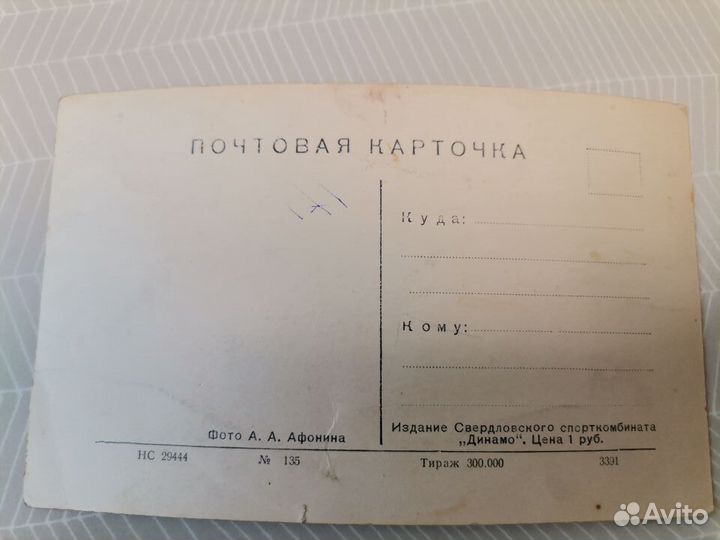 ПОЧТОВАЯ КАРТОЧКА
Куда:
Кому:
Фото А. А. Афонина
Издание Свердловского спорткомбината
„Динамо“. Цена 1 руб.
НС 29444 № 135 Тираж 300.000 3391
Avito